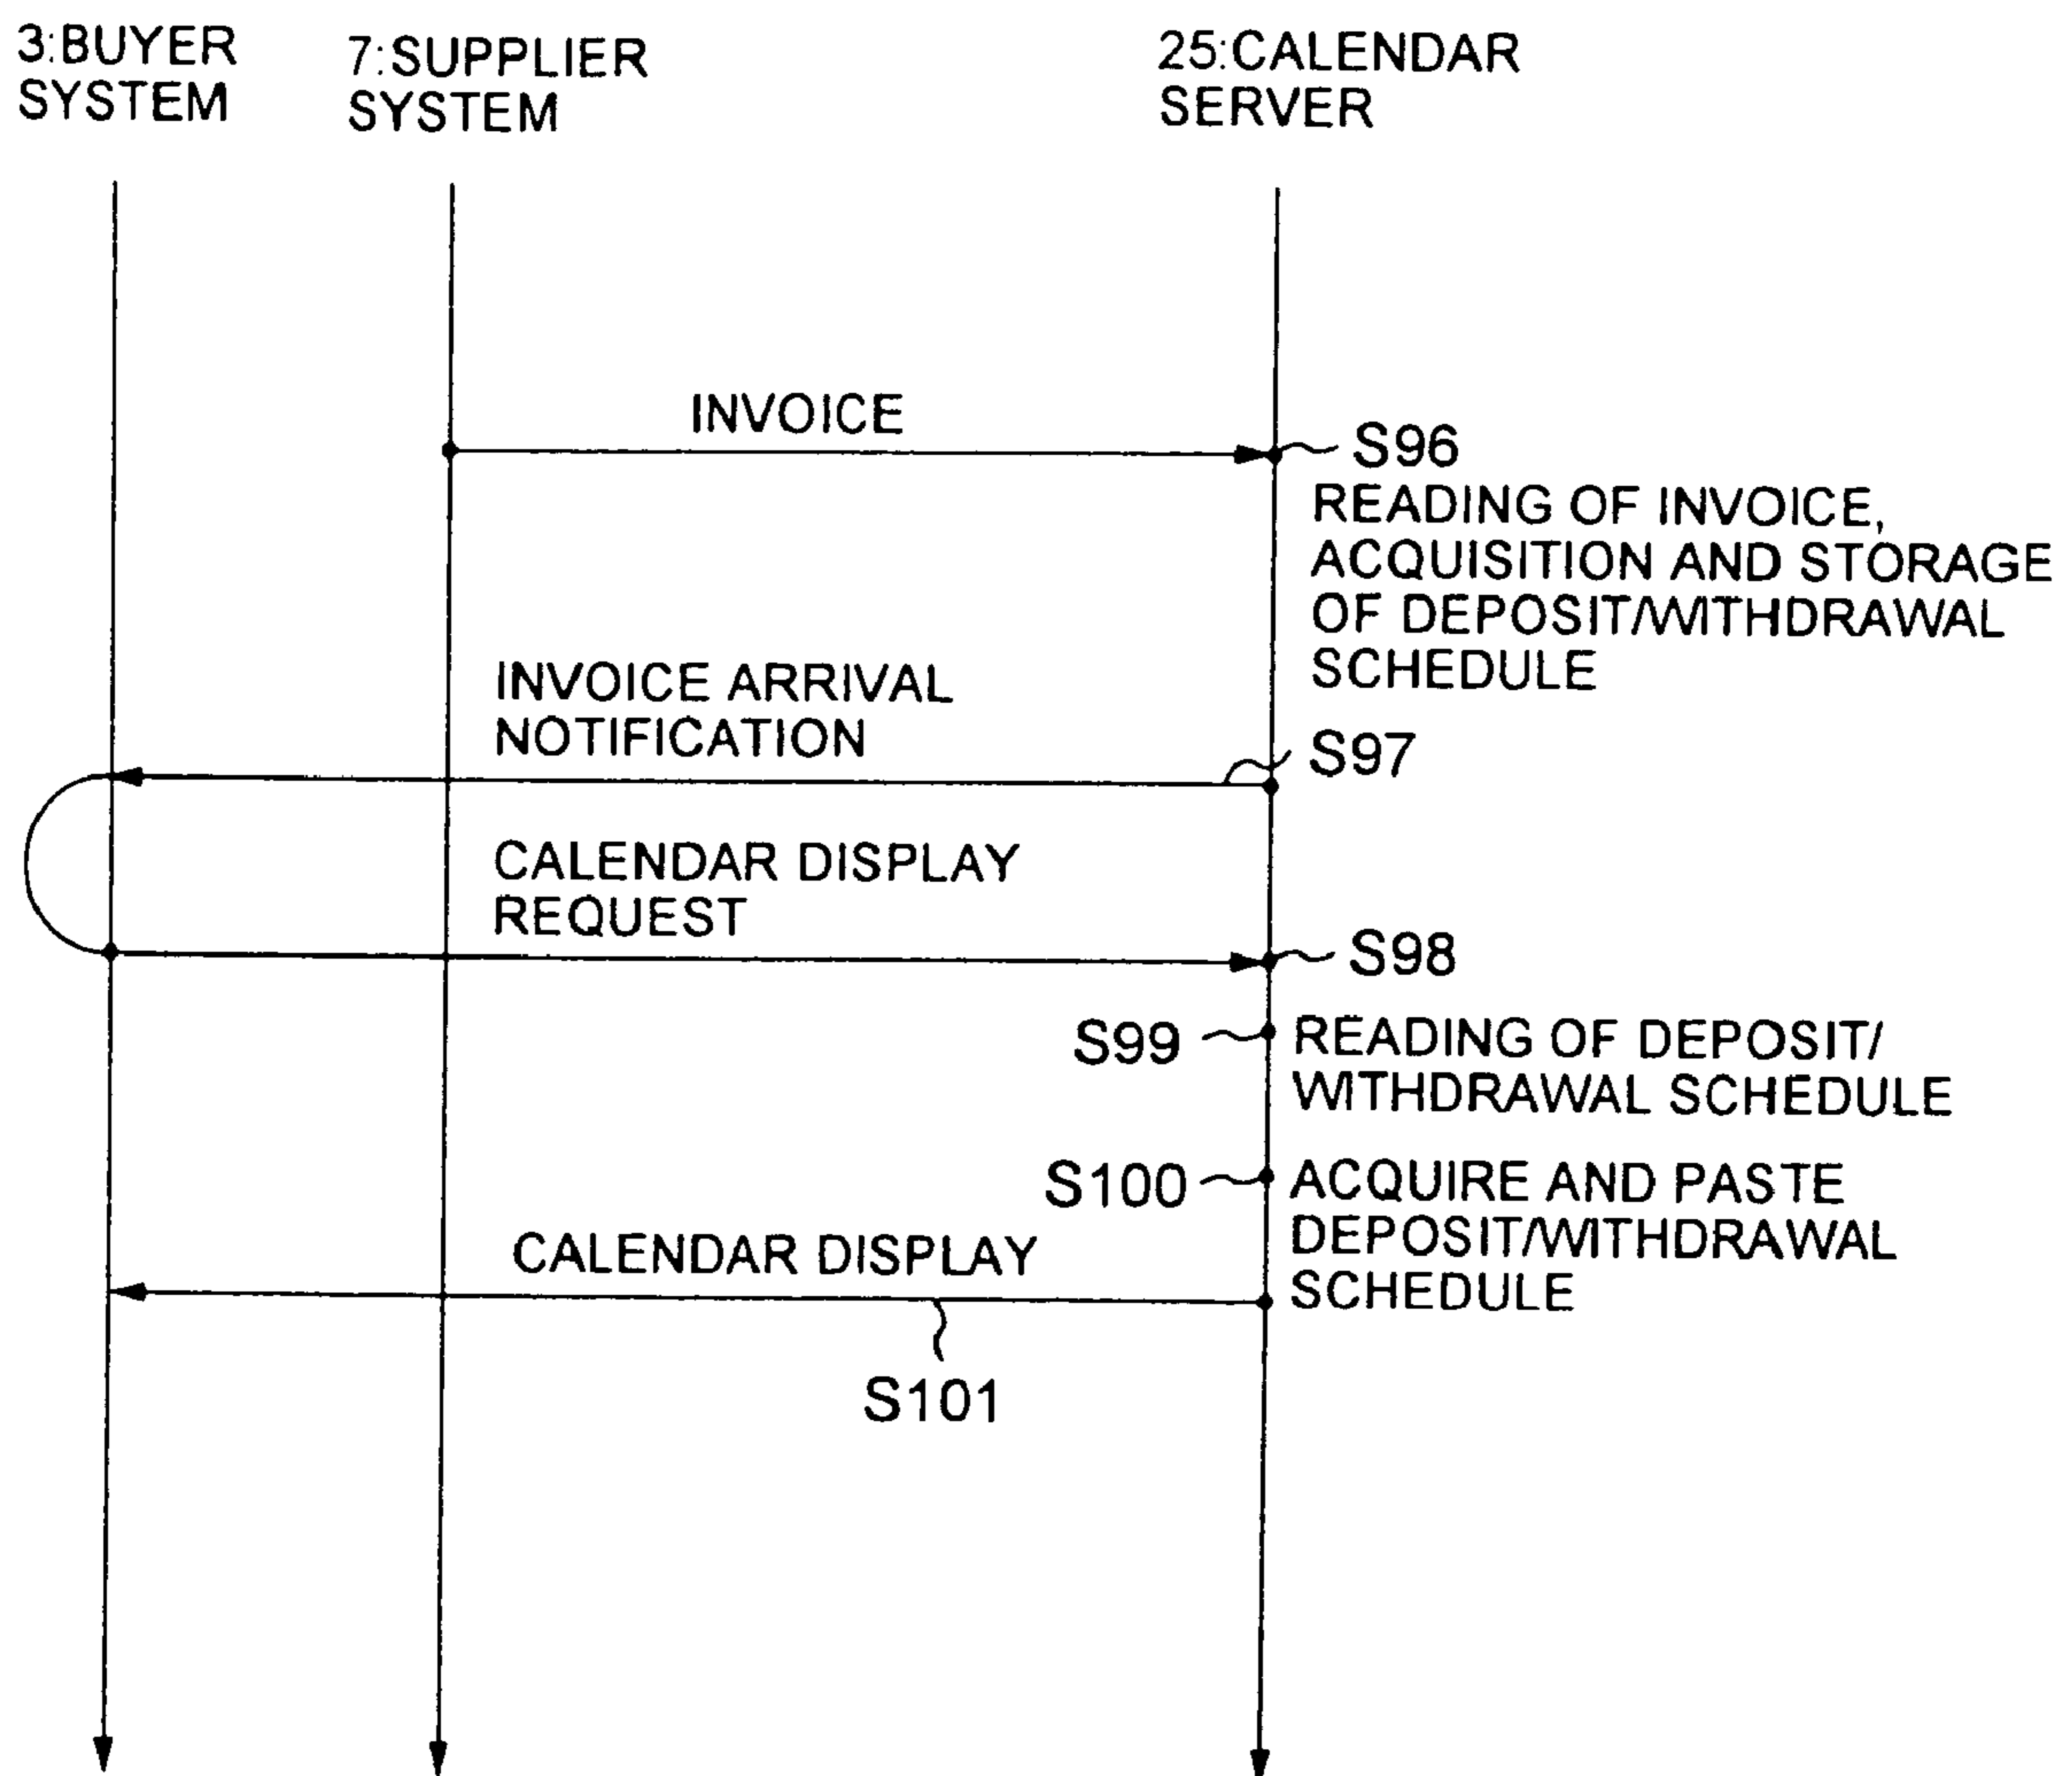 3:BUYER
SYSTEM
7:SUPPLIER
SYSTEM
25:CALENDAR
SERVER
INVOICE
S96
READING OF INVOICE,
ACQUISITION AND STORAGE
OF DEPOSIT/WITHDRAWAL
SCHEDULE
INVOICE ARRIVAL
NOTIFICATION
S97
CALENDAR DISPLAY
REQUEST
S98
S99
READING OF DEPOSIT/
WITHDRAWAL SCHEDULE
S100
ACQUIRE AND PASTE
DEPOSIT/WITHDRAWAL
SCHEDULE
CALENDAR DISPLAY
S101